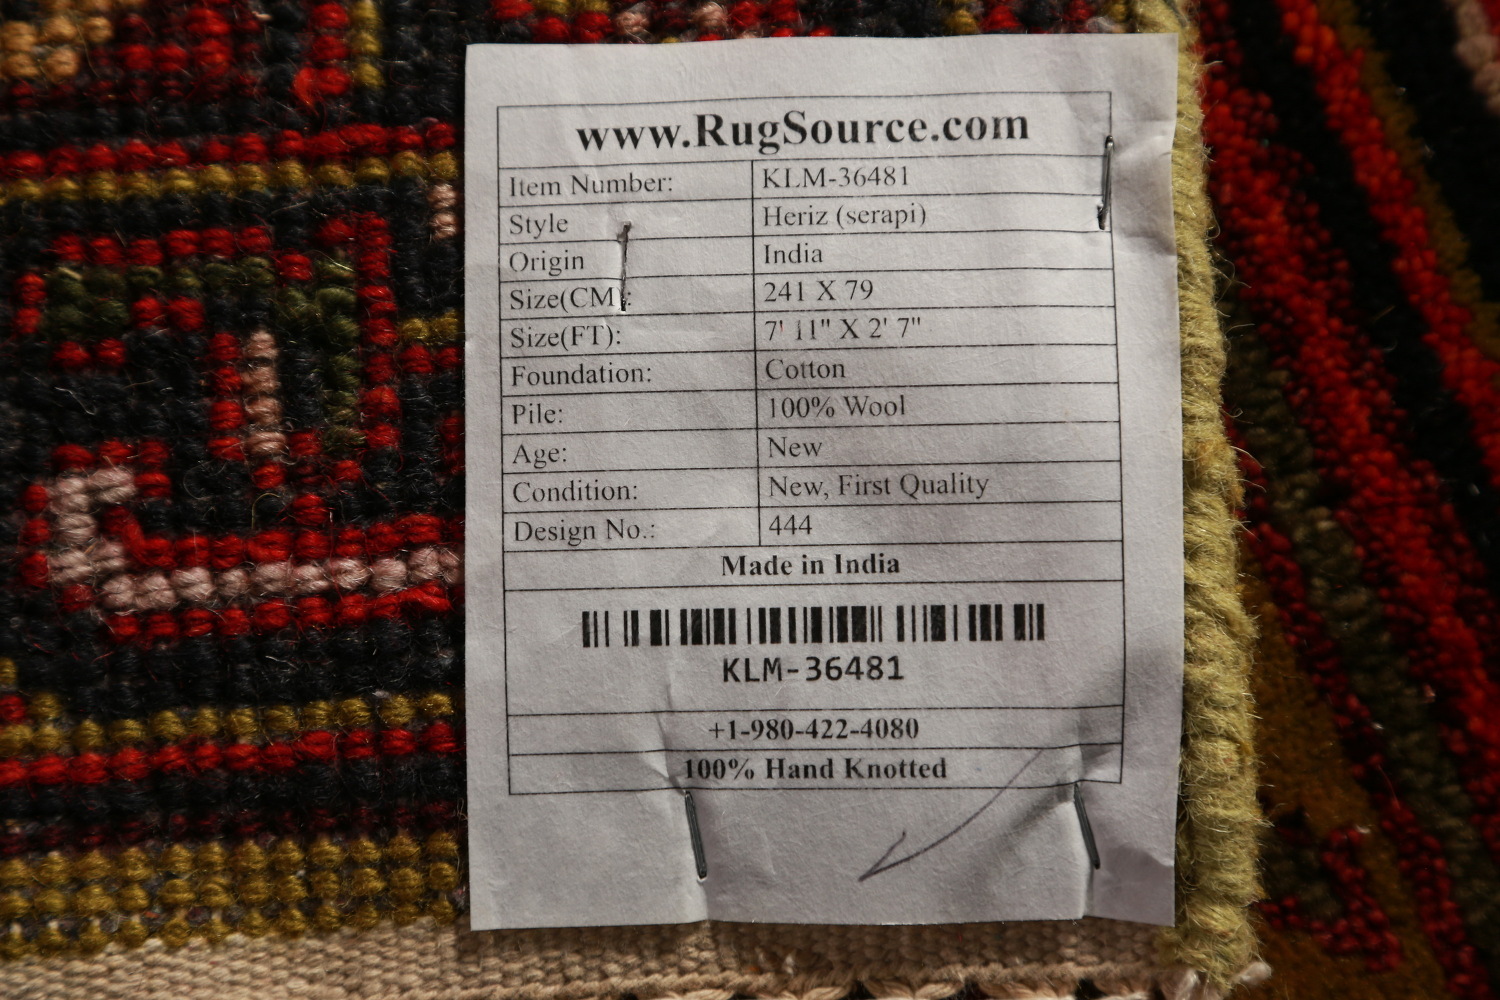 www.RugSource.com
Item Number: KLM-36481
Style Heriz (serapi)
Origin India
Size(CM): 241 X 79
Size(FT): 7' 11" X 2' 7"
Foundation: Cotton
Pile: 100% Wool
Age: New
Condition: New, First Quality
Design No.: 444
Made in India
KLM-36481
+1-980-422-4080
100% Hand Knotted